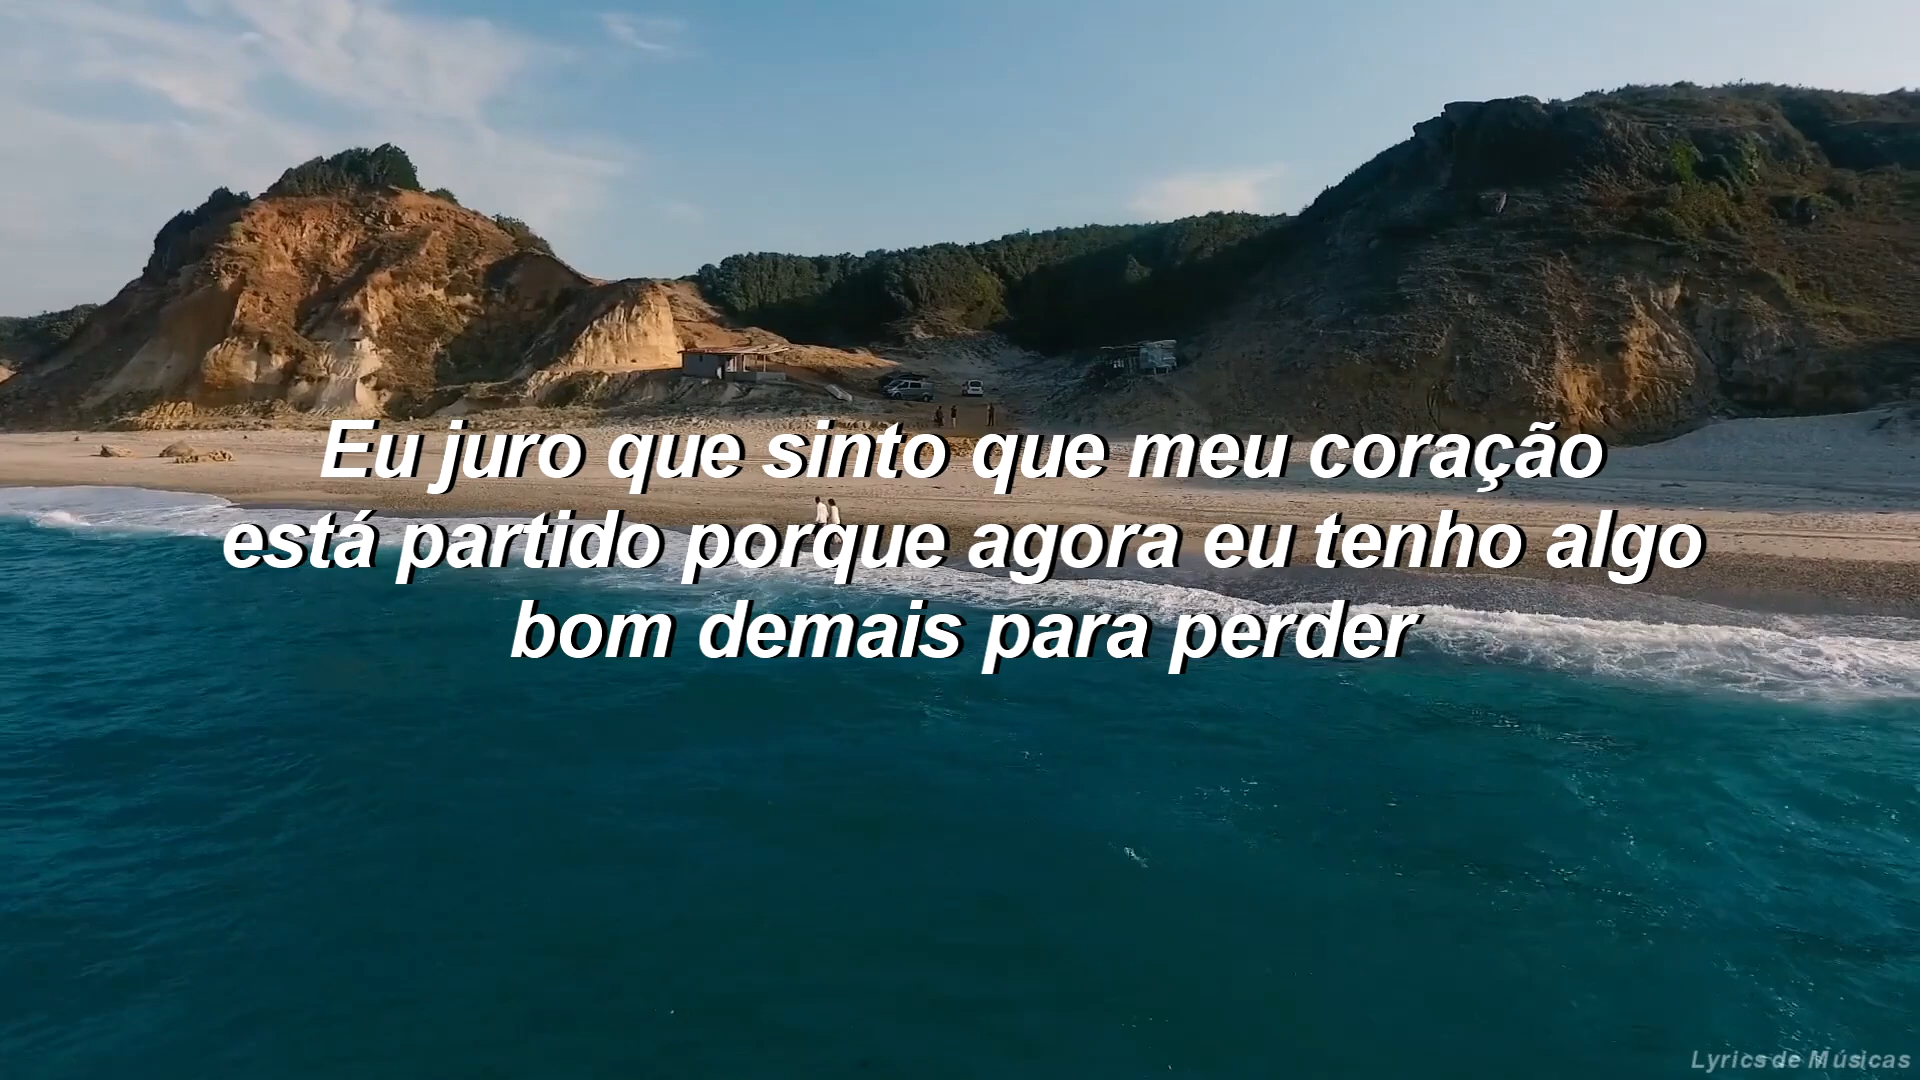 Eu juro que sinto que meu coração
está partido porque agora eu tenho algo
bom demais para perder
Lyrics de Músicas